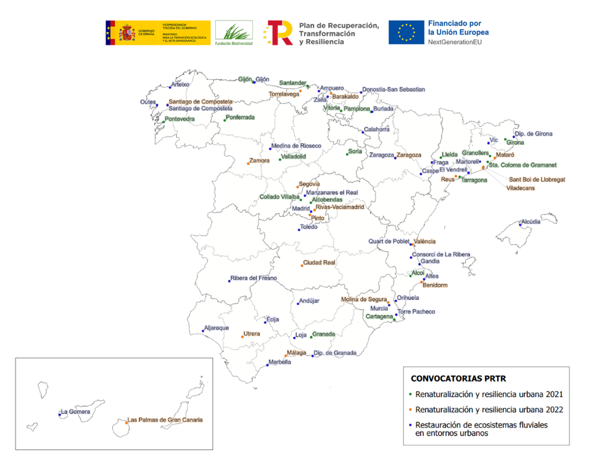 VICEPRESIDENCIA
TERCERA DEL GOBIERNO
GOBIERNO
DE ESPAÑA
MINISTERIO
PARA LA TRANSICIÓN ECOLÓGICA
Y EL RETO DEMOGRÁFICO
Fundación Biodiversidad
Plan de Recuperación,
Transformación
y Resiliencia
Financiado por
la Unión Europea
NextGenerationEU
Arteixo
Gijón
Gijón
Santander
Ampuero
Torrelavega
Barakaldo
Zalla
Donostia-San Sebastian
Oures
Santiago de Compostela
Santiago de Compostela
Vitoria
Pamplona
Burlada
Pontevedra
Ponferrada
Calahorra
Dip. de Girona
Girona
Vic
Medina de Rioseco
Valladolid
Zamora
Soria
Zaragoza
Zaragoza
Lleida
Granollers
Mataró
Fraga
Martorell
Sta. Coloma de Gramanet
Caspe
El Vendrell
Reus
Tarragona
Sant Boi de Llobregat
Viladecans
Segovia
Manzanares el Real
Collado Villalba
Alcobendas
Madrid
Rivas-Vaciamadrid
Pinto
Toledo
Alcúdia
Quart de Poblet
València
Consorci de La Ribera
Gandia
Ciudad Real
Alcoi
Altea
Benidorm
Ribera del Fresno
Andújar
Molina de Segura
Orihuela
Murcia
Torre Pacheco
Cartagena
Écija
Aljaraque
Utrera
Loja
Granada
Málaga
Dip. de Granada
Marbella
La Gomera
Las Palmas de Gran Canaria
CONVOCATORIAS PRTR
Renaturalización y resiliencia urbana 2021
Renaturalización y resiliencia urbana 2022
Restauración de ecosistemas fluviales
en entornos urbanos